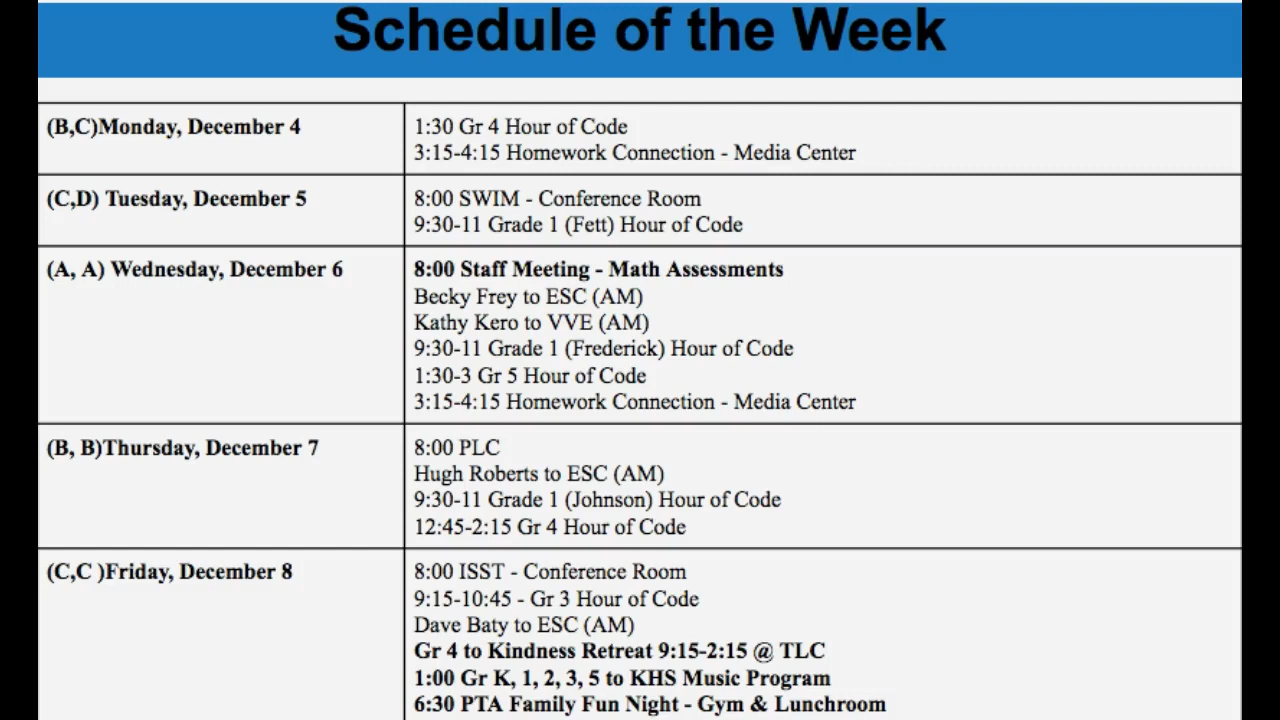 Schedule of the Week
(B,C)Monday, December 4
1:30 Gr 4 Hour of Code
3:15-4:15 Homework Connection - Media Center
(C,D) Tuesday, December 5
8:00 SWIM - Conference Room
9:30-11 Grade 1 (Fett) Hour of Code
(A, A) Wednesday, December 6
8:00 Staff Meeting - Math Assessments
Becky Frey to ESC (AM)
Kathy Kero to VVE (AM)
9:30-11 Grade 1 (Frederick) Hour of Code
1:30-3 Gr 5 Hour of Code
3:15-4:15 Homework Connection - Media Center
(B, B)Thursday, December 7
8:00 PLC
Hugh Roberts to ESC (AM)
9:30-11 Grade 1 (Johnson) Hour of Code
12:45-2:15 Gr 4 Hour of Code
(C,C )Friday, December 8
8:00 ISST - Conference Room
9:15-10:45 - Gr 3 Hour of Code
Dave Baty to ESC (AM)
Gr 4 to Kindness Retreat 9:15-2:15 @ TLC
1:00 Gr K, 1, 2, 3, 5 to KHS Music Program
6:30 PTA Family Fun Night - Gym & Lunchroom